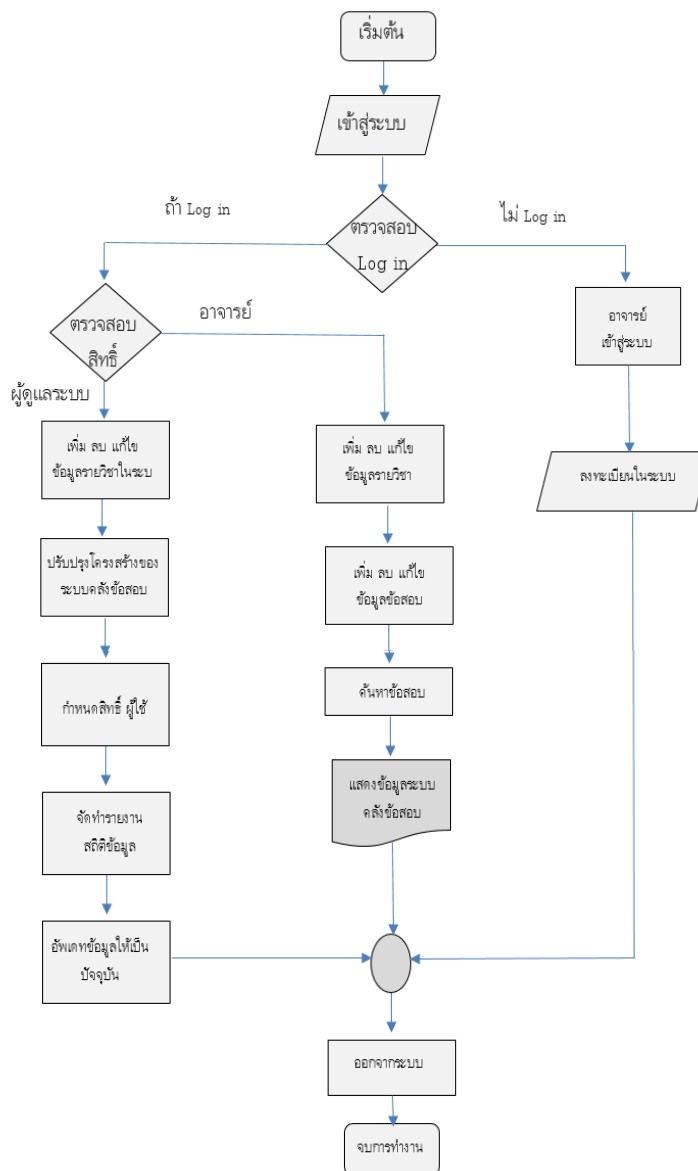 เริ่มต้น
เข้าสู่ระบบ
ถ้า Log in
ไม่ Log in
ตรวจสอบ
Log in
อาจารย์
ตรวจสอบ
สิทธิ์
อาจารย์
เข้าสู่ระบบ
ผู้ดูแลระบบ
เพิ่ม ลบ แก้ไข
ข้อมูลรายวิชาในระบ
เพิ่ม ลบ แก้ไข
ข้อมูลรายวิชา
ลงทะเบียนในระบบ
ปรับปรุงโครงสร้างของ
ระบบคลังข้อสอบ
เพิ่ม ลบ แก้ไข
ข้อมูลข้อสอบ
กำหนดสิทธิ์ ผู้ใช้
ค้นหาข้อสอบ
แสดงข้อมูลระบบ
คลังข้อสอบ
จัดทำรายงาน
สถิติข้อมูล
อัพเดทข้อมูลให้เป็น
ปัจจุบัน
ออกจากระบบ
จบการทำงาน